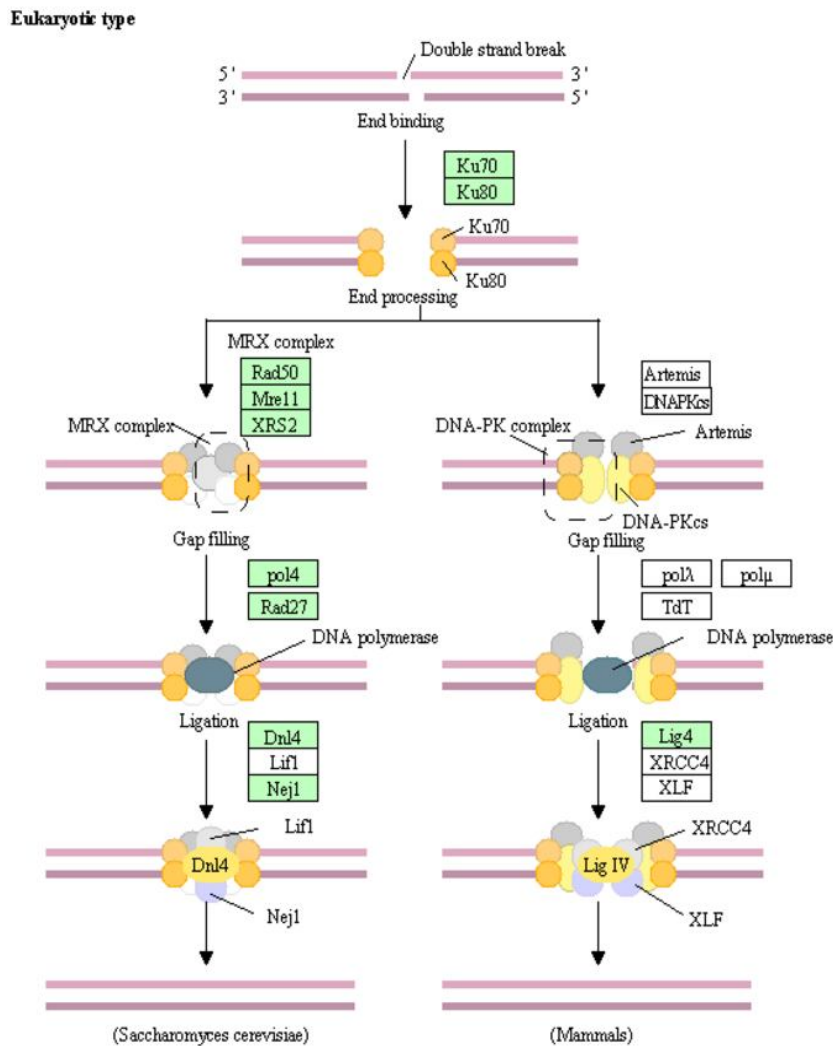 Eukaryotic type
Double strand break
5' 3'
3' 5'
End binding
Ku70
Ku80
Ku70
Ku80
End processing
MRX complex
Rad50
Mre11
XRS2
MRX complex
Artemis
DNAPKcs
DNA-PK complex
Artemis
DNA-PKcs
Gap filling
Gap filling
pol4
Rad27
polλ polμ
TdT
DNA polymerase
DNA polymerase
Ligation
Ligation
Dnl4
Lif1
Nej1
Lig4
XRCC4
XLF
Lif1
Dnl4
Nej1
XRCC4
Lig IV
XLF
(Saccharomyces cerevisiae)
(Mammals)